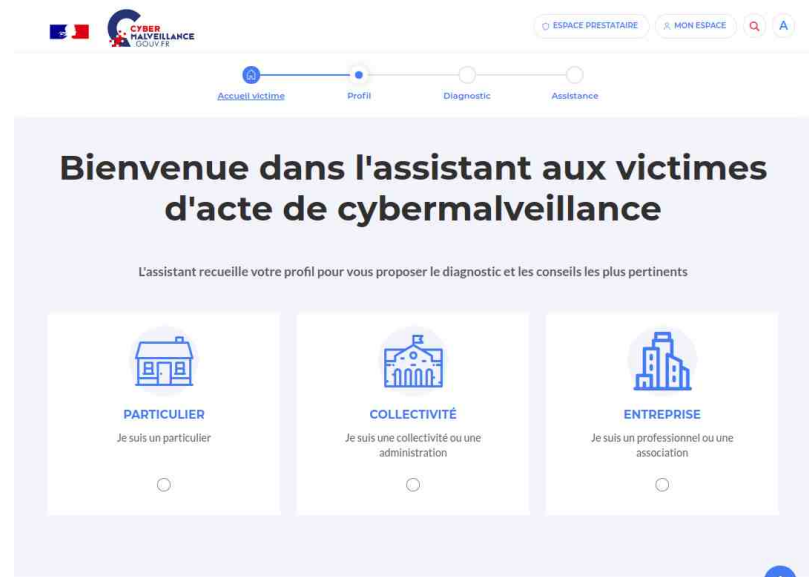 CYBER
MALVEILLANCE
.GOUV.FR
ESPACE PRESTATAIRE
MON ESPACE
A
Accueil victime
Profil
Diagnostic
Assistance
Bienvenue dans l'assistant aux victimes
d'acte de cybermalveillance
L'assistant recueille votre profil pour vous proposer le diagnostic et les conseils les plus pertinents
PARTICULIER
COLLECTIVITÉ
ENTREPRISE
Je suis un particulier
Je suis une collectivité ou une
administration
Je suis un professionnel ou une
association